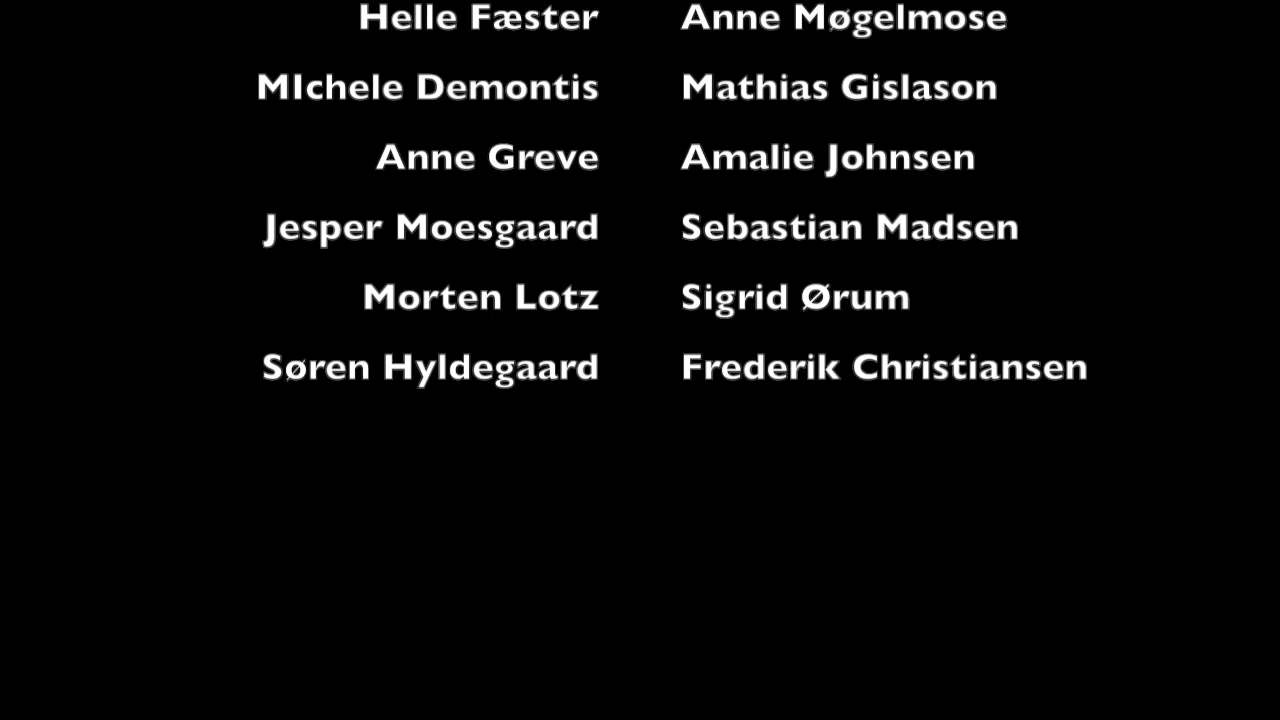 Helle Fæster Anne Møgelmose
MIchele Demontis Mathias Gislason
Anne Greve Amalie Johnsen
Jesper Moesgaard Sebastian Madsen
Morten Lotz Sigrid Ørum
Søren Hyldegaard Frederik Christiansen